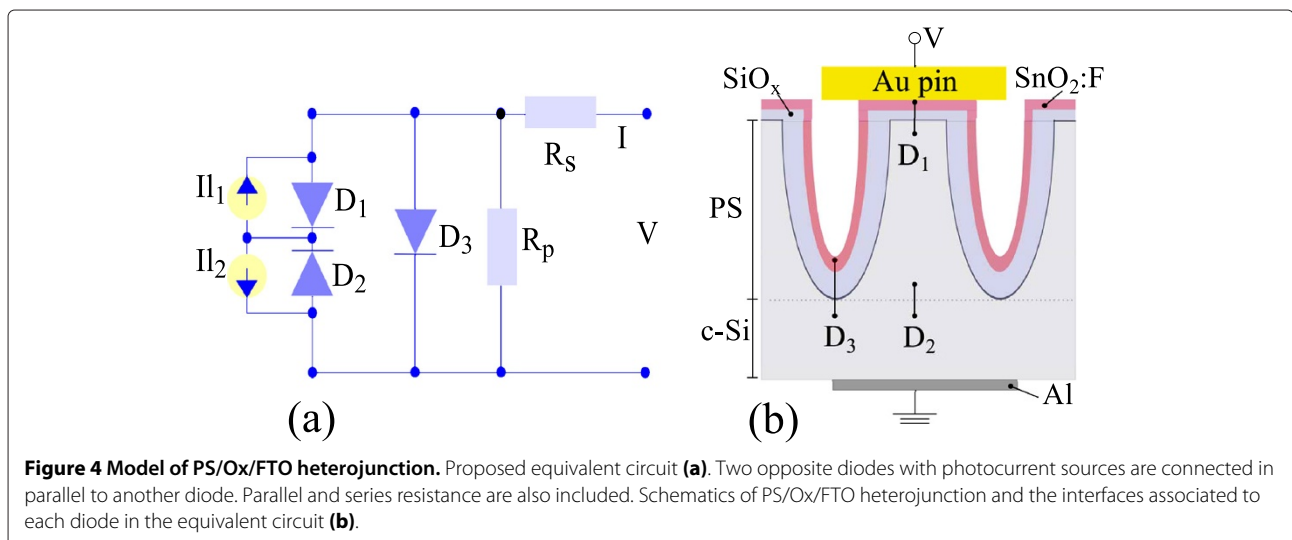 V
SiOx
Au pin
SnO2:F
Rs
I
D1
Il1
D1
PS
D3
Rp
V
Il2
D2
c-Si
D3
D2
(a)
(b)
Al
Figure 4 Model of PS/Ox/FTO heterojunction. Proposed equivalent circuit (a). Two opposite diodes with photocurrent sources are connected in
parallel to another diode. Parallel and series resistance are also included. Schematics of PS/Ox/FTO heterojunction and the interfaces associated to
each diode in the equivalent circuit (b).